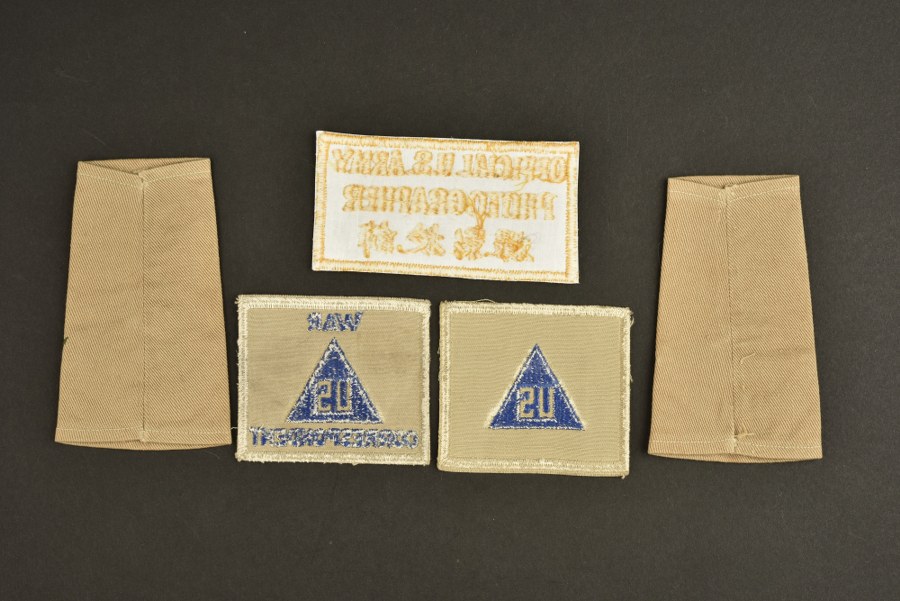 OFFICIAL U.S. ARMY
PHOTOGRAPHER
WAR
US
CORRESPONDENT
US